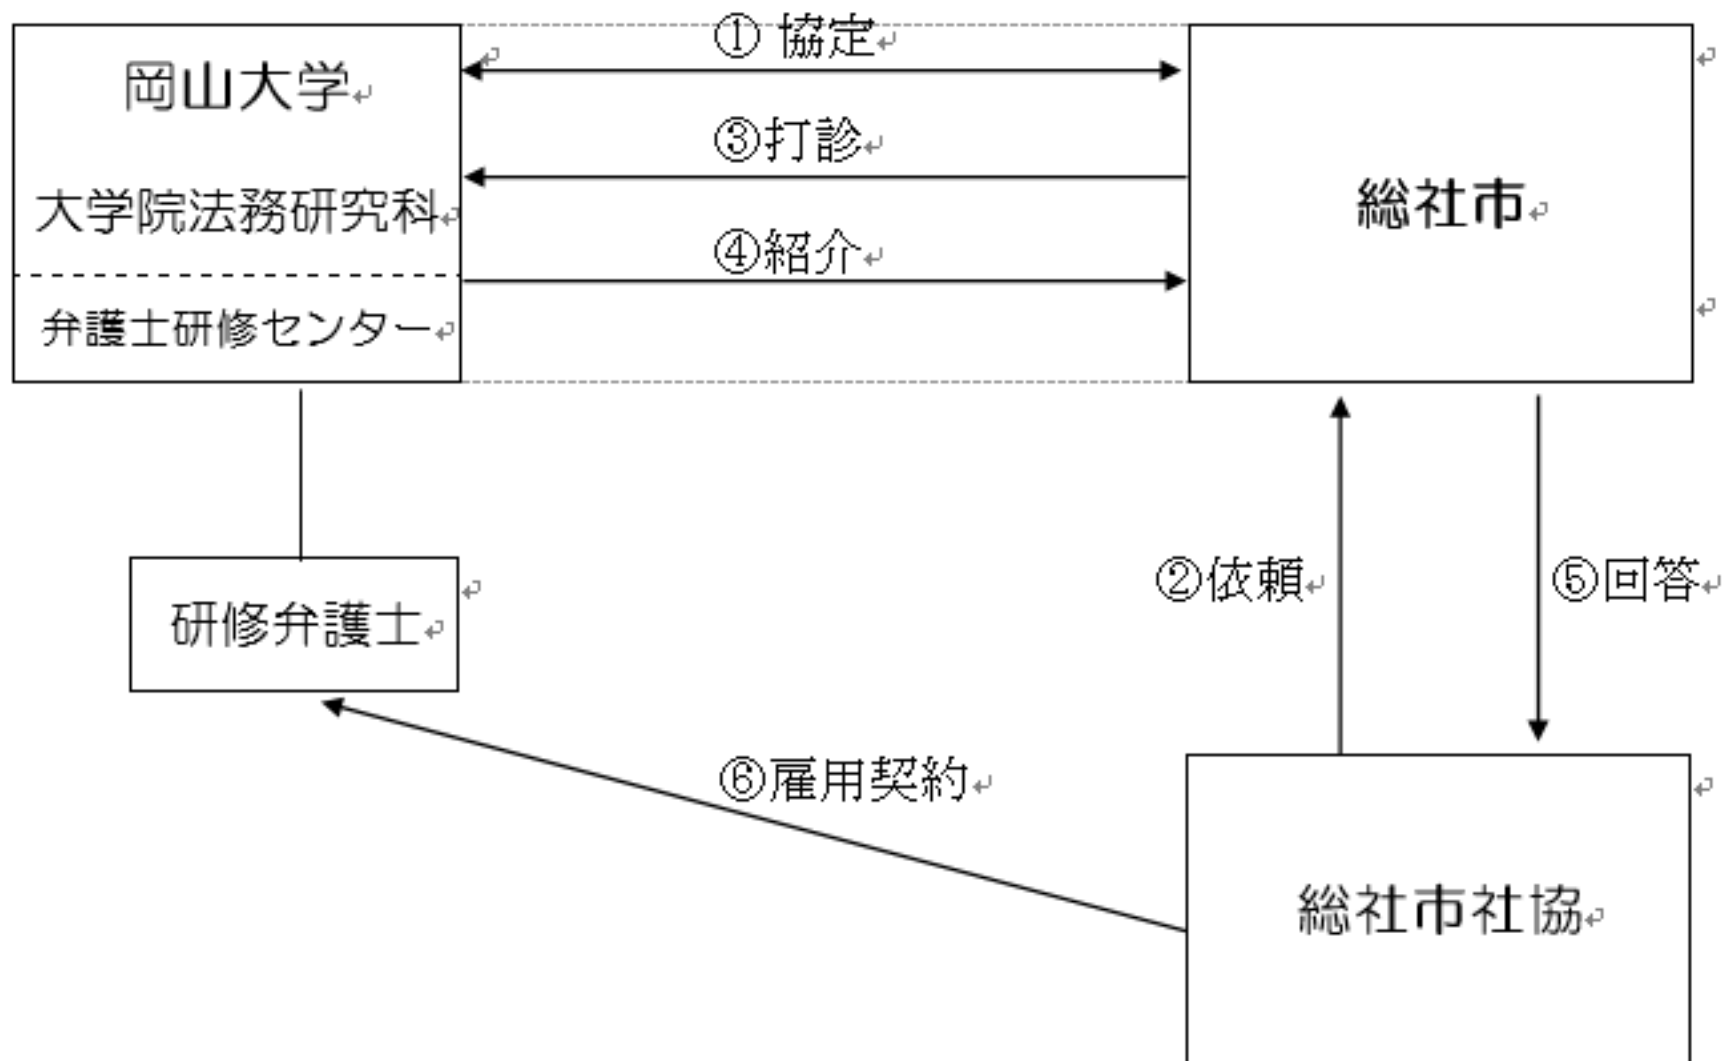 岡山大学
大学院法務研究科
弁護士研修センター
① 協定
③打診
④紹介
総社市
研修弁護士
②依頼
⑤回答
⑥雇用契約
総社市社協